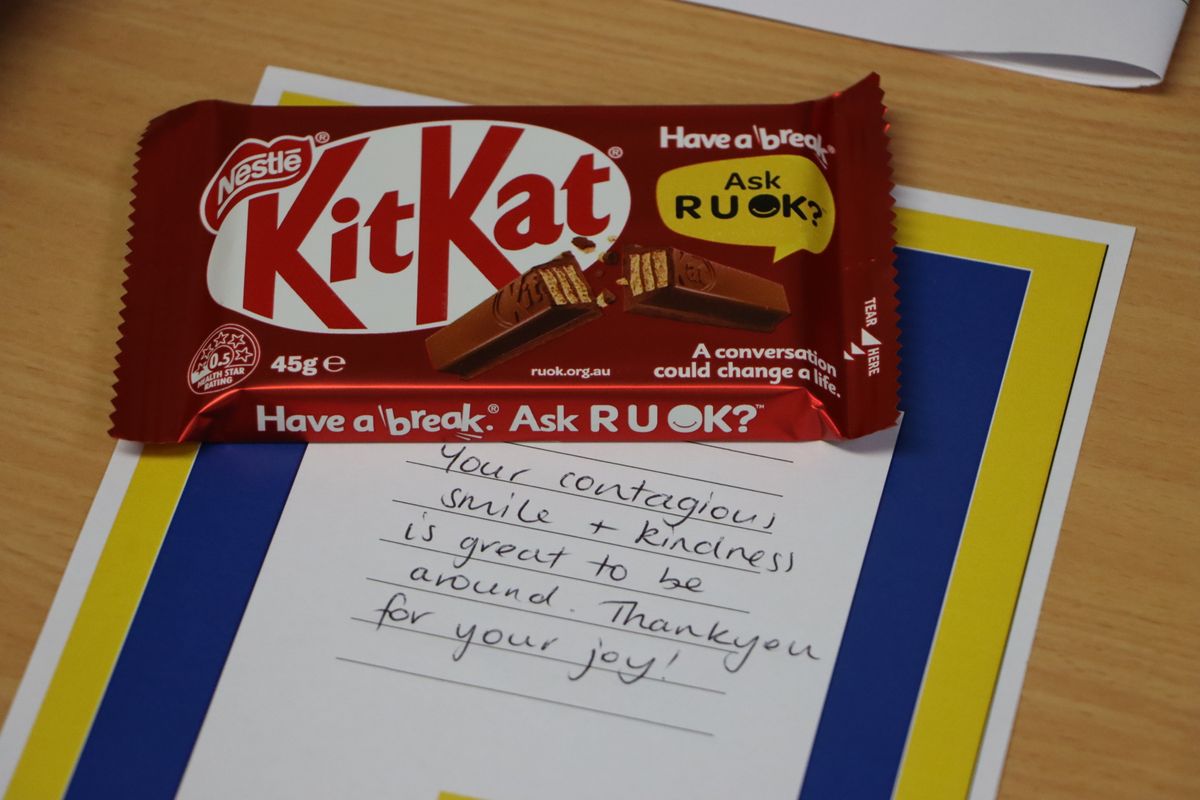 Nestlé®
KitKat®
Have a break®
Ask
R U OK?
0.5
HEALTH STAR
RATING
45g e
ruok.org.au
A conversation
could change a life.
TEAR
HERE
Have a break.® Ask R U OK?™
Your contagious
smile + kindness
is great to be
around. Thankyou
for your joy!